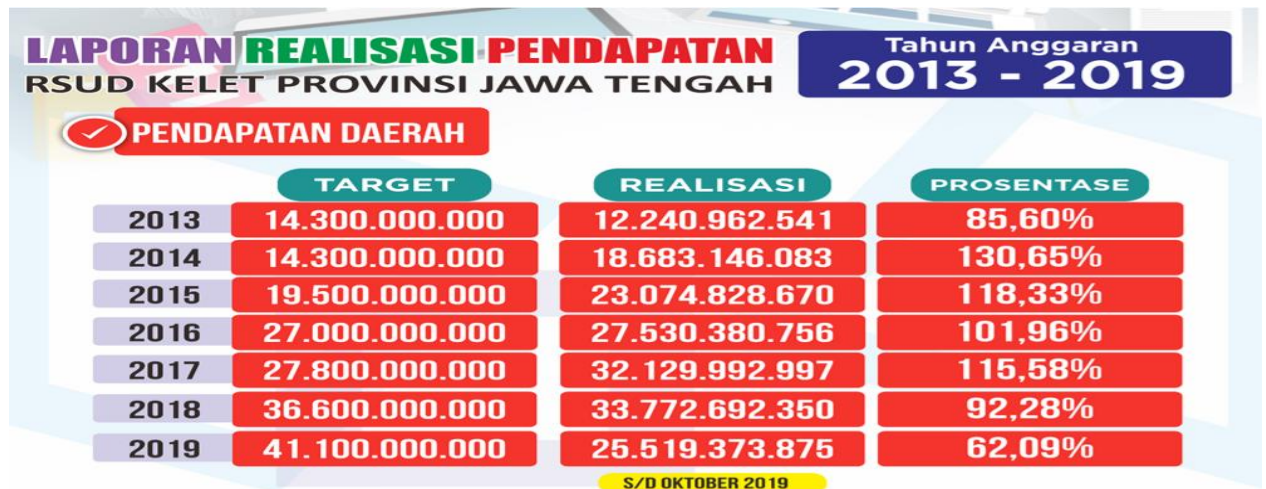 LAPORAN REALISASI PENDAPATAN
RSUD KELET PROVINSI JAWA TENGAH
Tahun Anggaran
2013 - 2019
PENDAPATAN DAERAH
TARGET REALISASI PROSENTASE
2013 14.300.000.000 12.240.962.541 85,60%
2014 14.300.000.000 18.683.146.083 130,65%
2015 19.500.000.000 23.074.828.670 118,33%
2016 27.000.000.000 27.530.380.756 101,96%
2017 27.800.000.000 32.129.992.997 115,58%
2018 36.600.000.000 33.772.692.350 92,28%
2019 41.100.000.000 25.519.373.875 62,09%
S/D OKTOBER 2019